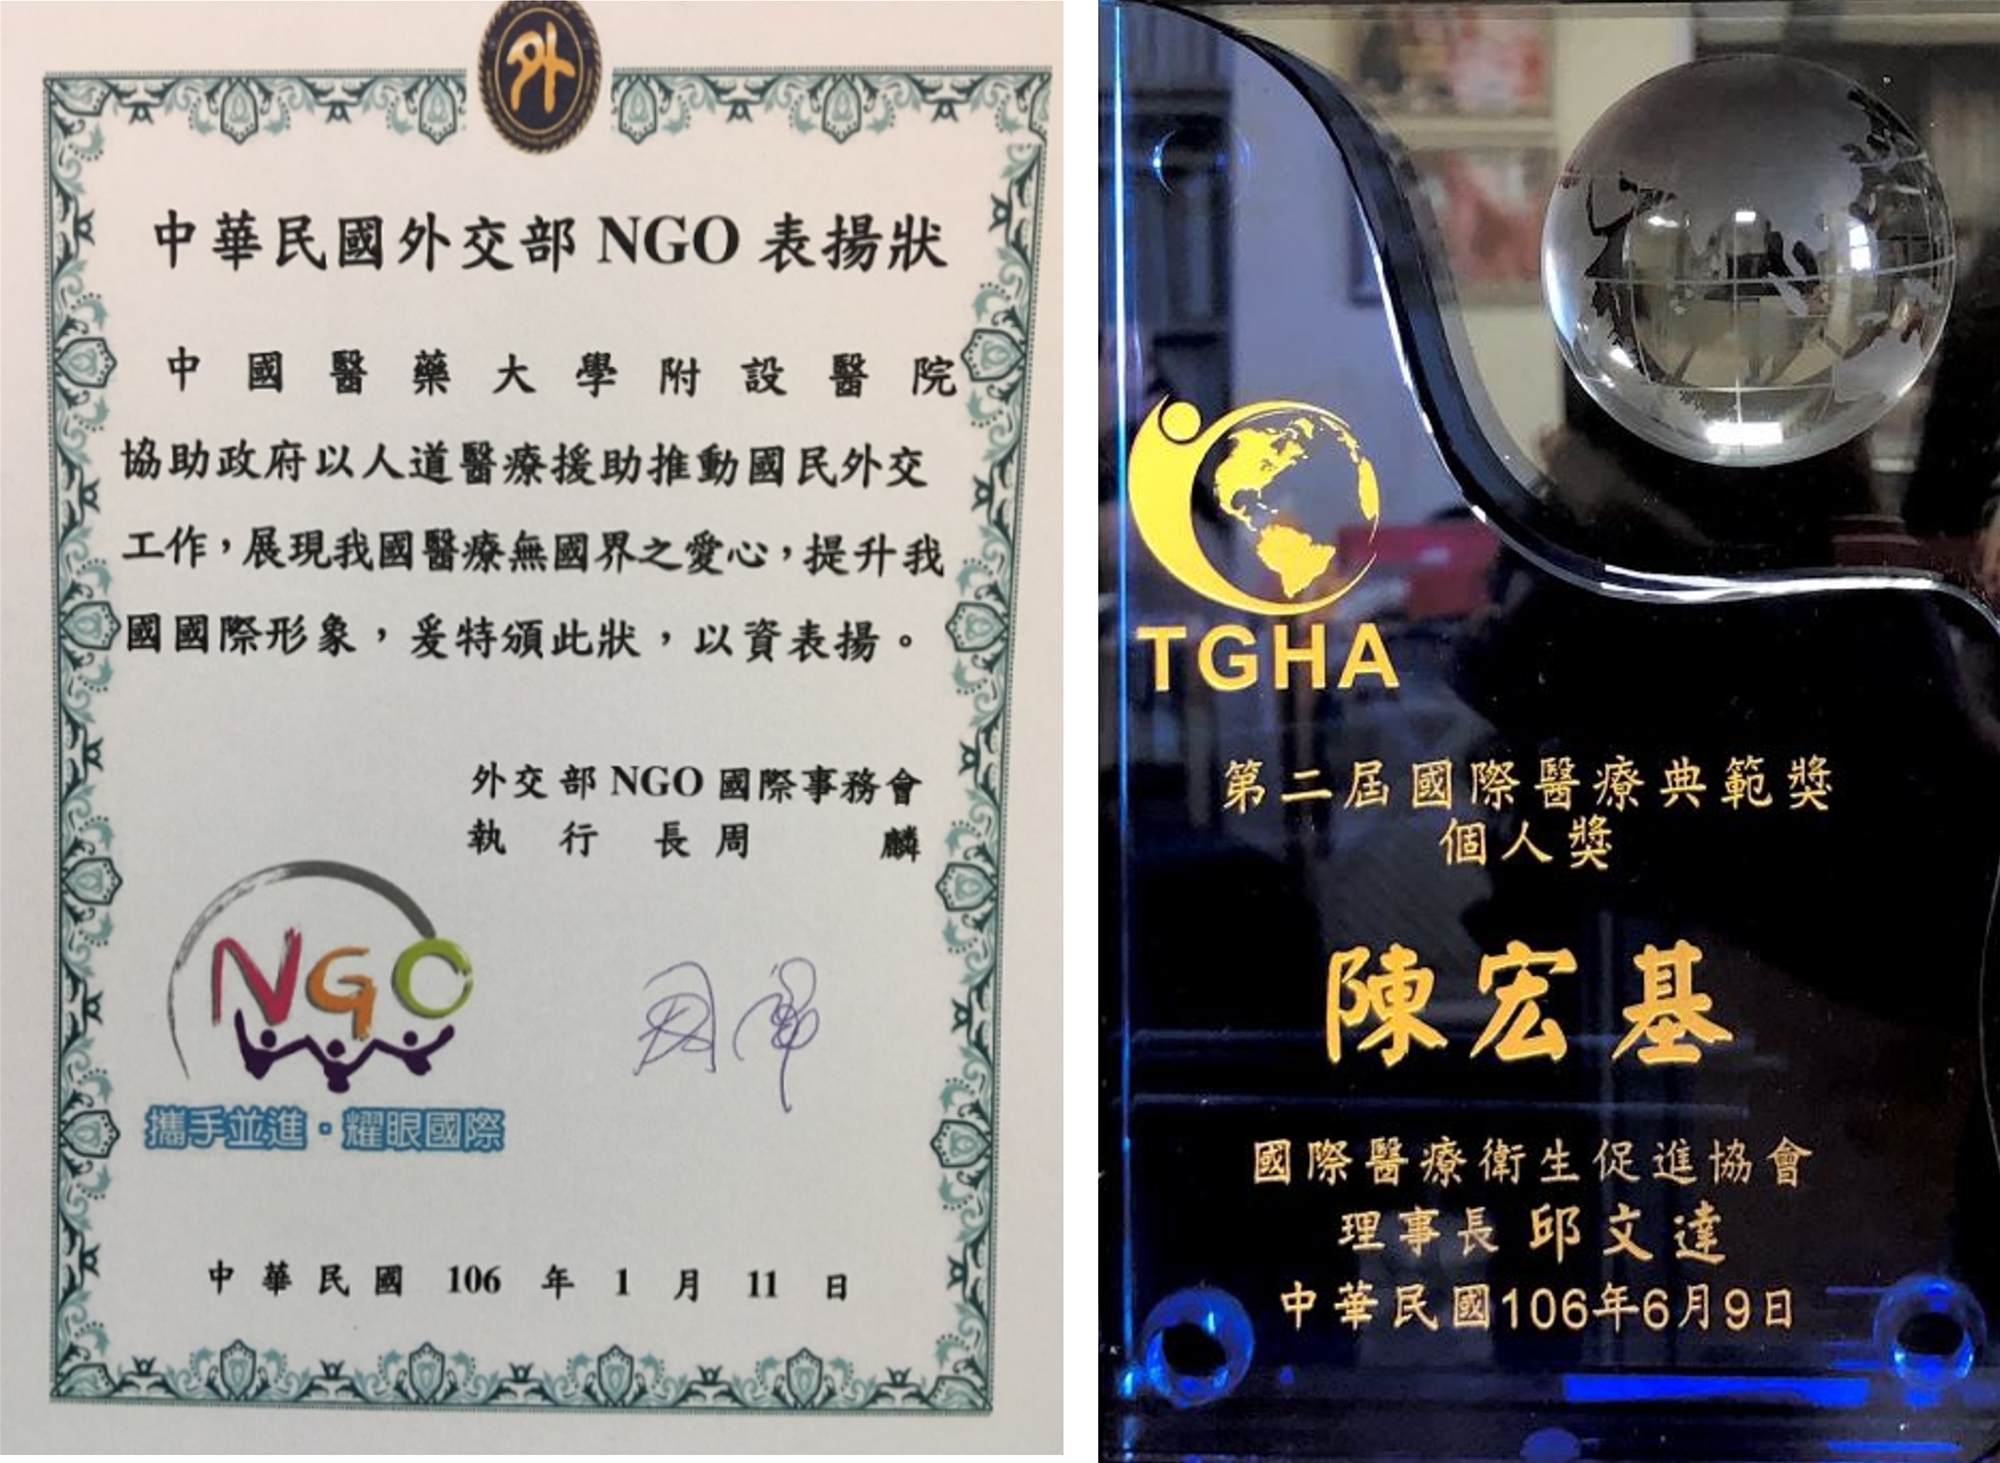 外
中華民國外交部 NGO 表揚狀
中國醫藥大學附設醫院
協助政府以人道醫療援助推動國民外交
工作，展現我國醫療無國界之愛心，提升我
國國際形象，爰特頒此狀，以資表揚。
外交部 NGO 國際事務會
執行長周麟
NGO
攜手並進・耀眼國際
中華民國 106 年 1 月 11 日
TGHA
第二屆國際醫療典範獎
個人獎
陳宏基
國際醫療衛生促進協會
理事長 邱文達
中華民國106年6月9日